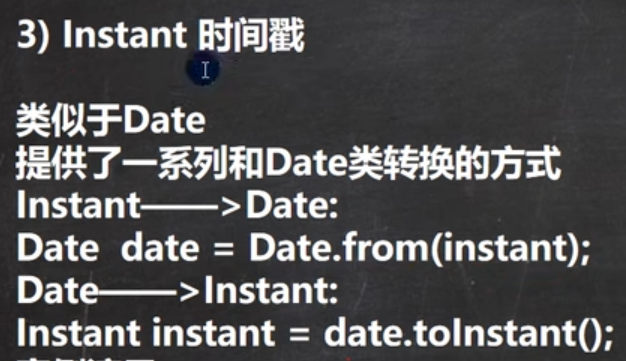 3) Instant 时间戳
类似于Date
提供了一系列和Date类转换的方式
Instant——>Date:
Date date = Date.from(instant);
Date——>Instant:
Instant instant = date.toInstant();